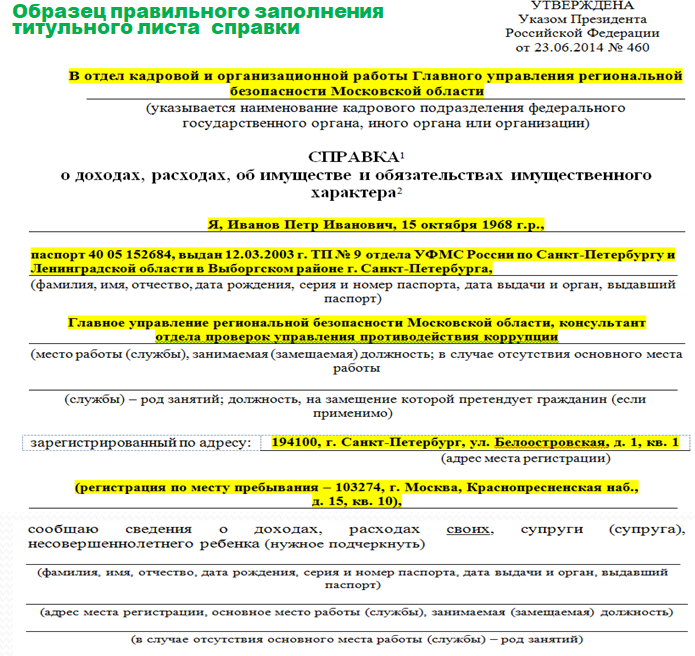 Образец правильного заполнения
титульного листа справки
УТВЕРЖДЕНА
Указом Президента
Российской Федерации
от 23.06.2014 № 460
В отдел кадровой и организационной работы Главного управления региональной
безопасности Московской области
(указывается наименование кадрового подразделения федерального
государственного органа, иного органа или организации)
СПРАВКА¹
о доходах, расходах, об имуществе и обязательствах имущественного
характера²
Я, Иванов Петр Иванович, 15 октября 1968 г.р.,
паспорт 40 05 152684, выдан 12.03.2003 г. ТП № 9 отдела УФМС России по Санкт-Петербургу и
Ленинградской области в Выборгском районе г. Санкт-Петербурга,
(фамилия, имя, отчество, дата рождения, серия и номер паспорта, дата выдачи и орган, выдавший
паспорт)
Главное управление региональной безопасности Московской области, консультант
отдела проверок управления противодействия коррупции
(место работы (службы), занимаемая (замещаемая) должность; в случае отсутствия основного места
работы
(службы) – род занятий; должность, на замещение которой претендует гражданин (если
применимо)
зарегистрированный по адресу: 194100, г. Санкт-Петербург, ул. Белоостровская, д. 1, кв. 1
(адрес места регистрации)
(регистрация по месту пребывания – 103274, г. Москва, Краснопресненская наб.,
д. 15, кв. 10),
сообщаю сведения о доходах, расходах своих, супруги (супруга),
несовершеннолетнего ребенка (нужное подчеркнуть)
(фамилия, имя, отчество, дата рождения, серия и номер паспорта, дата выдачи и орган, выдавший
паспорт)
(адрес места регистрации, основное место работы (службы), занимаемая (замещаемая) должность)
(в случае отсутствия основного места работы (службы) – род занятий)